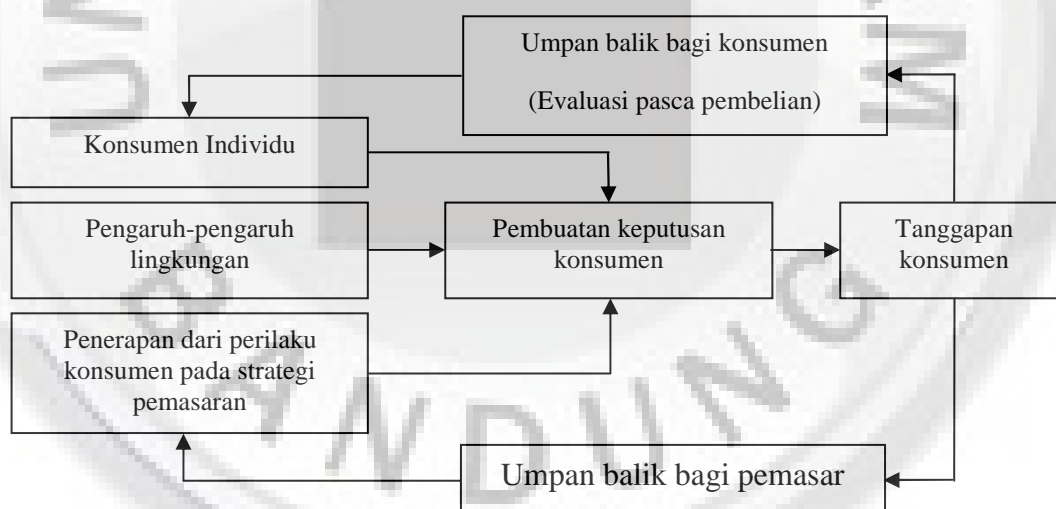 Umpan balik bagi konsumen
(Evaluasi pasca pembelian)
Konsumen Individu
Pengaruh-pengaruh
lingkungan
Pembuatan keputusan
konsumen
Tanggapan
konsumen
Penerapan dari perilaku
konsumen pada strategi
pemasaran
Umpan balik bagi pemasar
BANDUNG